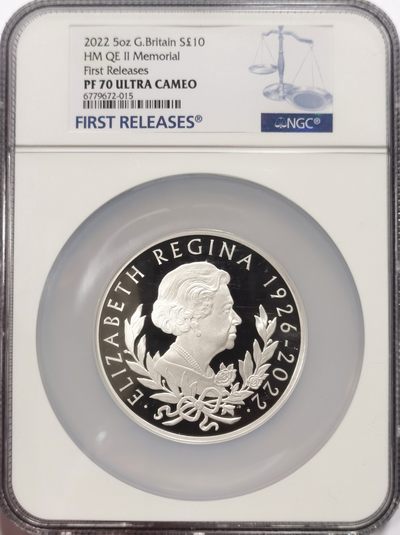 2022 5oz G.Britain S£10
HM QE II Memorial
First Releases
PF 70 ULTRA CAMEO
6779672-015
FIRST RELEASES®
NGC®
·ELIZABETH REGINA 1926-2022·